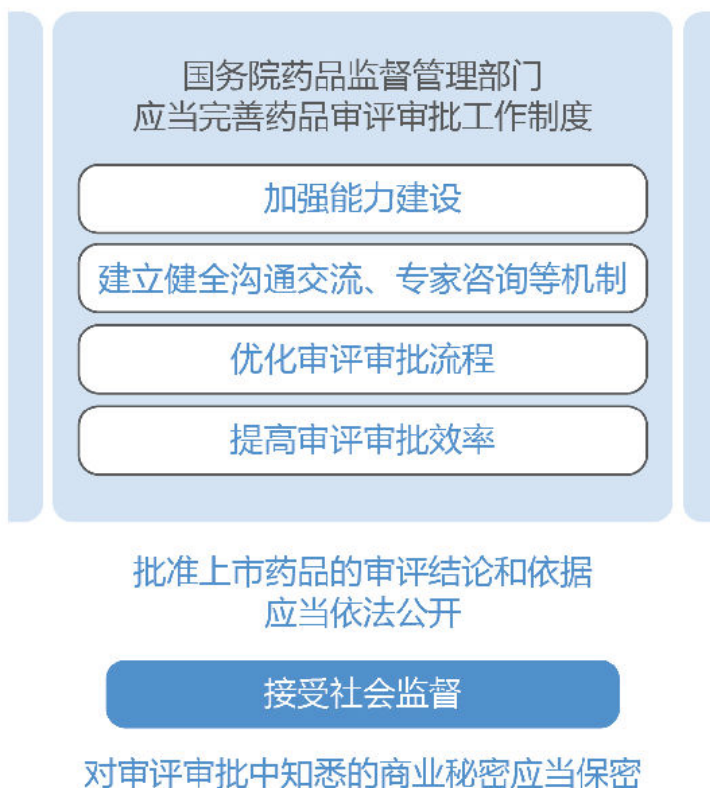 国务院药品监督管理部门
应当完善药品审评审批工作制度
加强能力建设
建立健全沟通交流、专家咨询等机制
优化审评审批流程
提高审评审批效率
批准上市药品的审评结论和依据
应当依法公开
接受社会监督
对审评审批中知悉的商业秘密应当保密